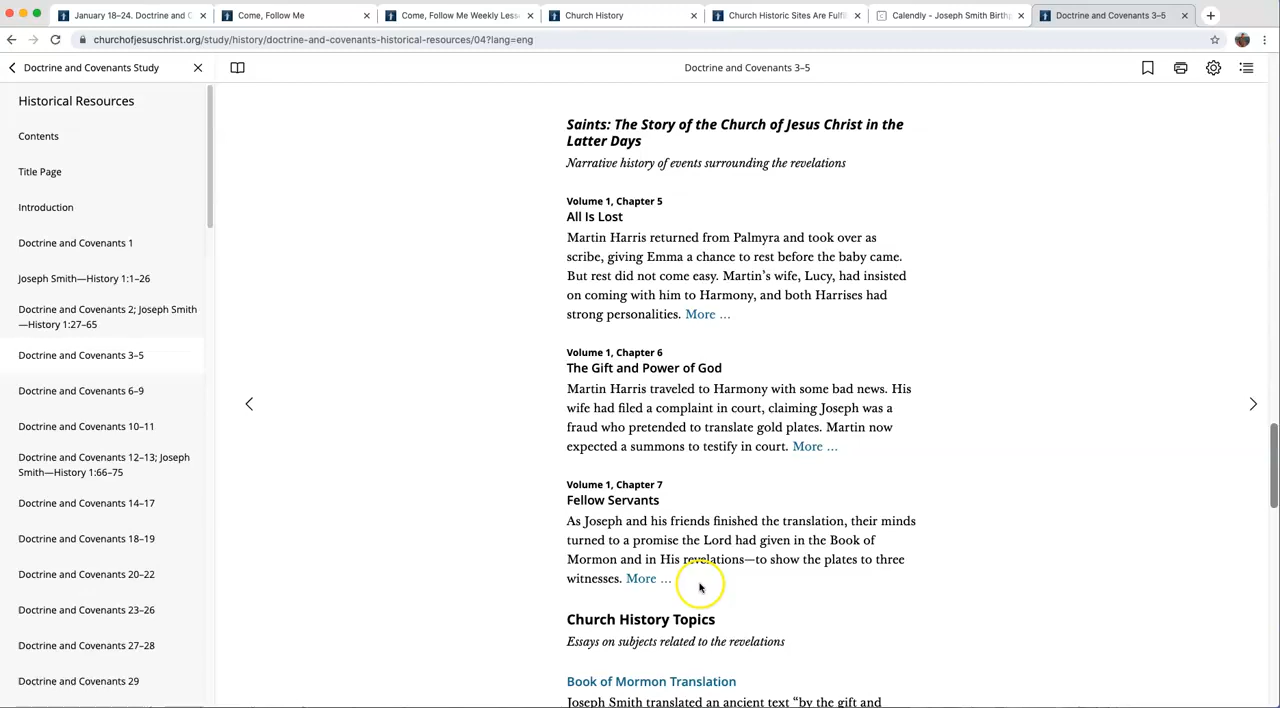 January 18–24. Doctrine and C
Come, Follow Me
Come, Follow Me Weekly Less
Church History
Church Historic Sites Are Fulfil
Calendly - Joseph Smith Birthp
Doctrine and Covenants 3–5
churchofjesuschrist.org/study/history/doctrine-and-covenants-historical-resources/04?lang=eng
Doctrine and Covenants Study
Doctrine and Covenants 3–5
Historical Resources
Contents
Title Page
Introduction
Doctrine and Covenants 1
Joseph Smith—History 1:1–26
Doctrine and Covenants 2; Joseph Smith
—History 1:27–65
Doctrine and Covenants 3–5
Doctrine and Covenants 6–9
Doctrine and Covenants 10–11
Doctrine and Covenants 12–13; Joseph
Smith—History 1:66–75
Doctrine and Covenants 14–17
Doctrine and Covenants 18–19
Doctrine and Covenants 20–22
Doctrine and Covenants 23–26
Doctrine and Covenants 27–28
Doctrine and Covenants 29
Saints: The Story of the Church of Jesus Christ in the
Latter Days
Narrative history of events surrounding the revelations
Volume 1, Chapter 5
All Is Lost
Martin Harris returned from Palmyra and took over as
scribe, giving Emma a chance to rest before the baby came.
But rest did not come easy. Martin’s wife, Lucy, had insisted
on coming with him to Harmony, and both Harrises had
strong personalities. More …
Volume 1, Chapter 6
The Gift and Power of God
Martin Harris traveled to Harmony with some bad news. His
wife had filed a complaint in court, claiming Joseph was a
fraud who pretended to translate gold plates. Martin now
expected a summons to testify in court. More …
Volume 1, Chapter 7
Fellow Servants
As Joseph and his friends finished the translation, their minds
turned to a promise the Lord had given in the Book of
Mormon and in His revelations—to show the plates to three
witnesses. More …
Church History Topics
Essays on subjects related to the revelations
Book of Mormon Translation
Joseph Smith translated an ancient text “by the gift and